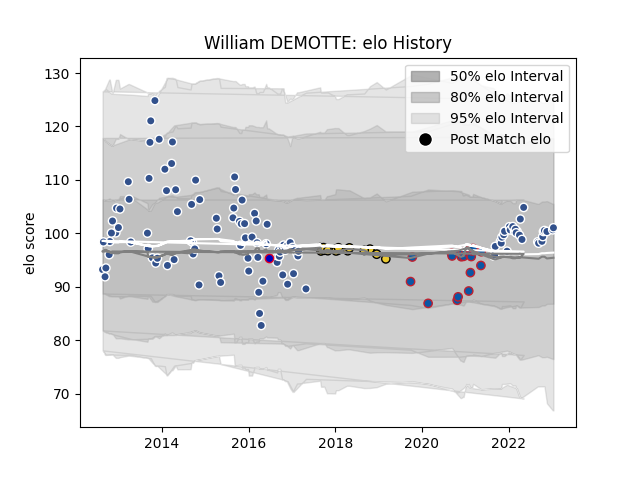 William DEMOTTE: elo History
50% elo Interval
80% elo Interval
95% elo Interval
Post Match elo
elo score
130
120
110
100
90
80
70
2014
2016
2018
2020
2022